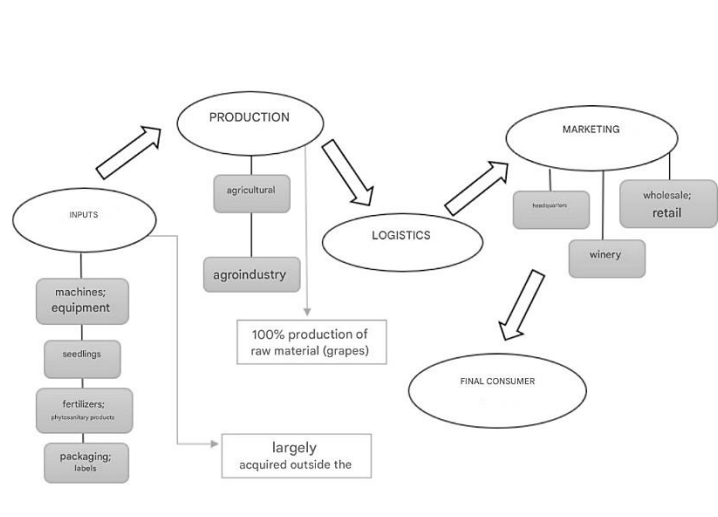 PRODUCTION
MARKETING
agricultural
wholesale;
retail
headquarters
INPUTS
LOGISTICS
winery
agroindustry
machines;
equipment
100% production of
raw material (grapes)
seedlings
FINAL CONSUMER
fertilizers;
phytosanitary products
packaging;
labels
largely
acquired outside the